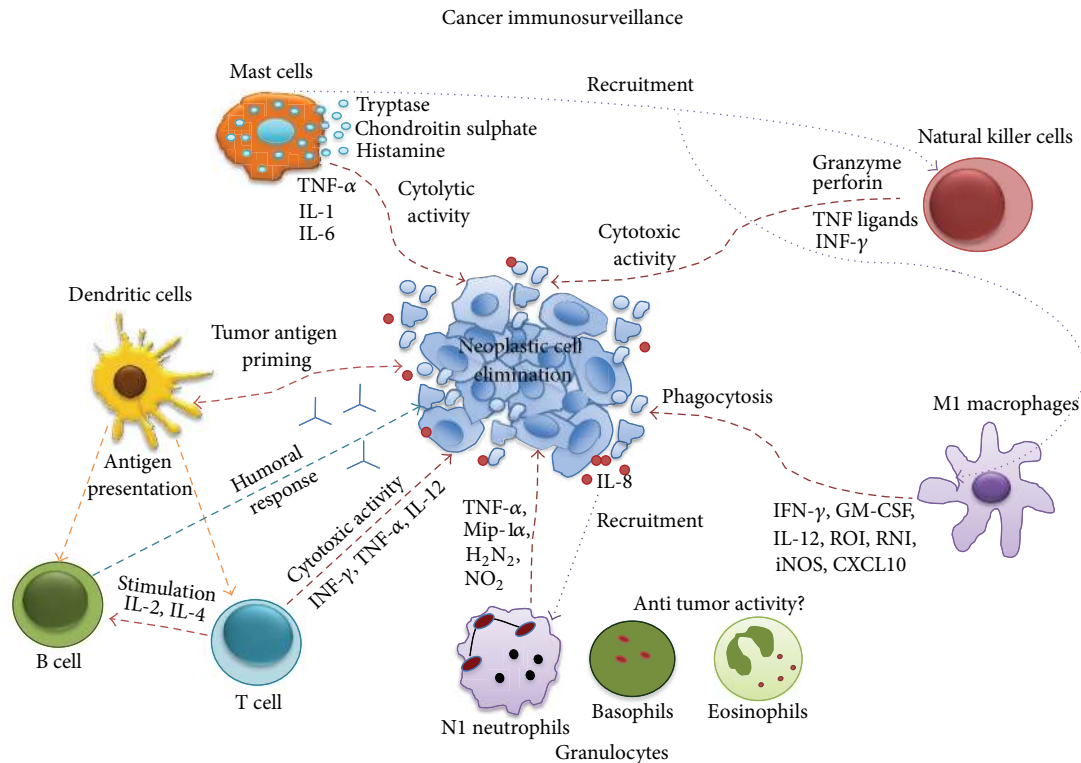 Cancer immunosurveillance
Mast cells
Recruitment
Tryptase
Chondroitin sulphate
Histamine
Natural killer cells
Granzyme
perforin
TNF-α
IL-1
IL-6
Cytolytic
activity
TNF ligands
INF-γ
Cytotoxic
activity
Dendritic cells
Tumor antigen
priming
Neoplastic cell
elimination
Phagocytosis
M1 macrophages
Antigen
presentation
Humoral
response
Cytotoxic activity
INF-γ, TNF-α, IL-12
IL-8
TNF-α,
Mip-1α,
H₂N₂,
NO₂
Recruitment
IFN-γ, GM-CSF,
IL-12, ROI, RNI,
iNOS, CXCL10
Stimulation
IL-2, IL-4
Anti tumor activity?
B cell
T cell
N1 neutrophils
Basophils
Eosinophils
Granulocytes